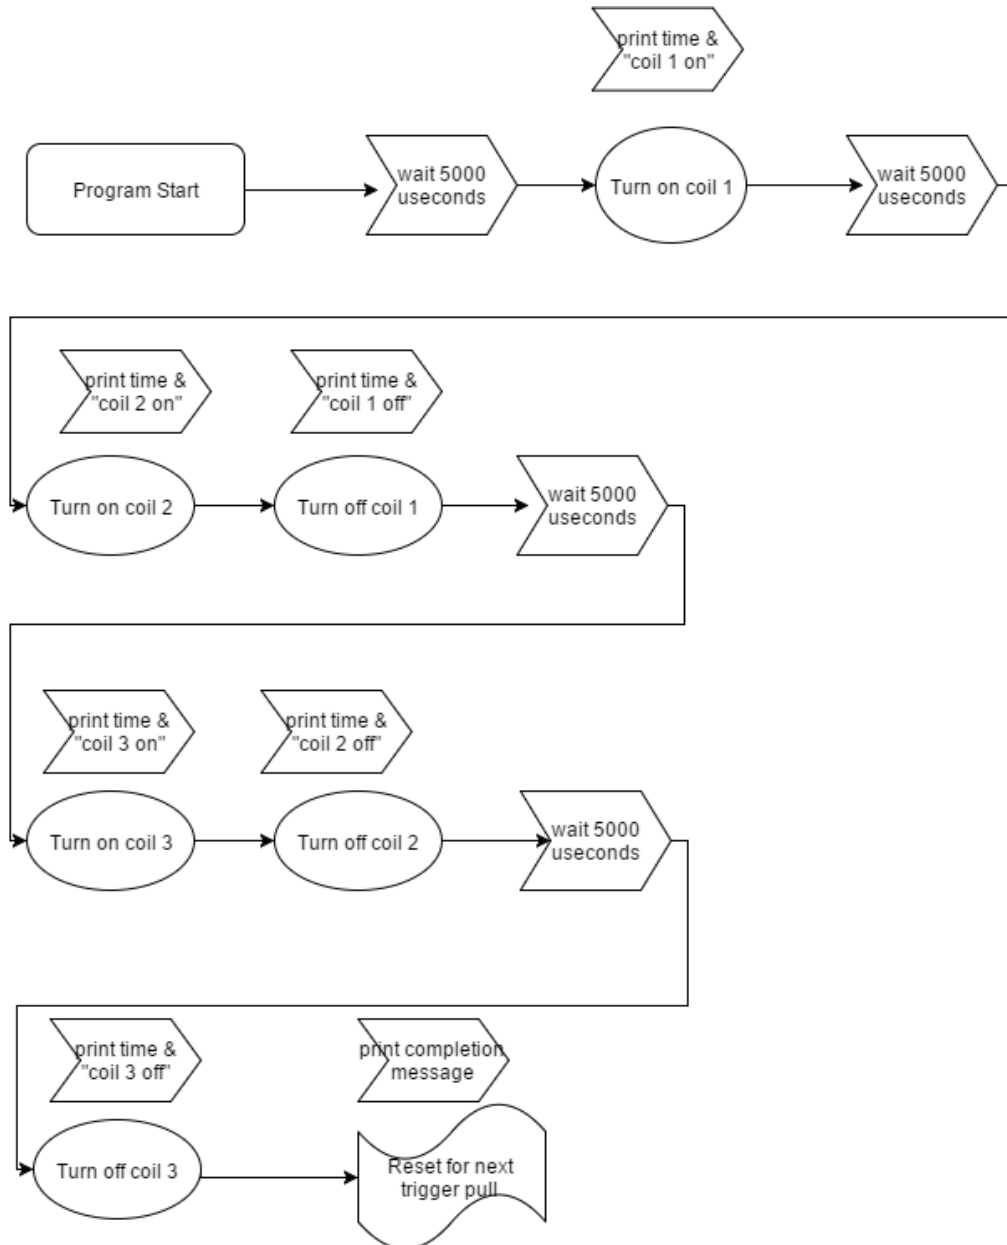 print time &
"coil 1 on"
Program Start
wait 5000
useconds
Turn on coil 1
wait 5000
useconds
print time &
"coil 2 on"
print time &
"coil 1 off"
Turn on coil 2
Turn off coil 1
wait 5000
useconds
print time &
"coil 3 on"
print time &
"coil 2 off"
Turn on coil 3
Turn off coil 2
wait 5000
useconds
print time &
"coil 3 off"
print completion
message
Turn off coil 3
Reset for next
trigger pull